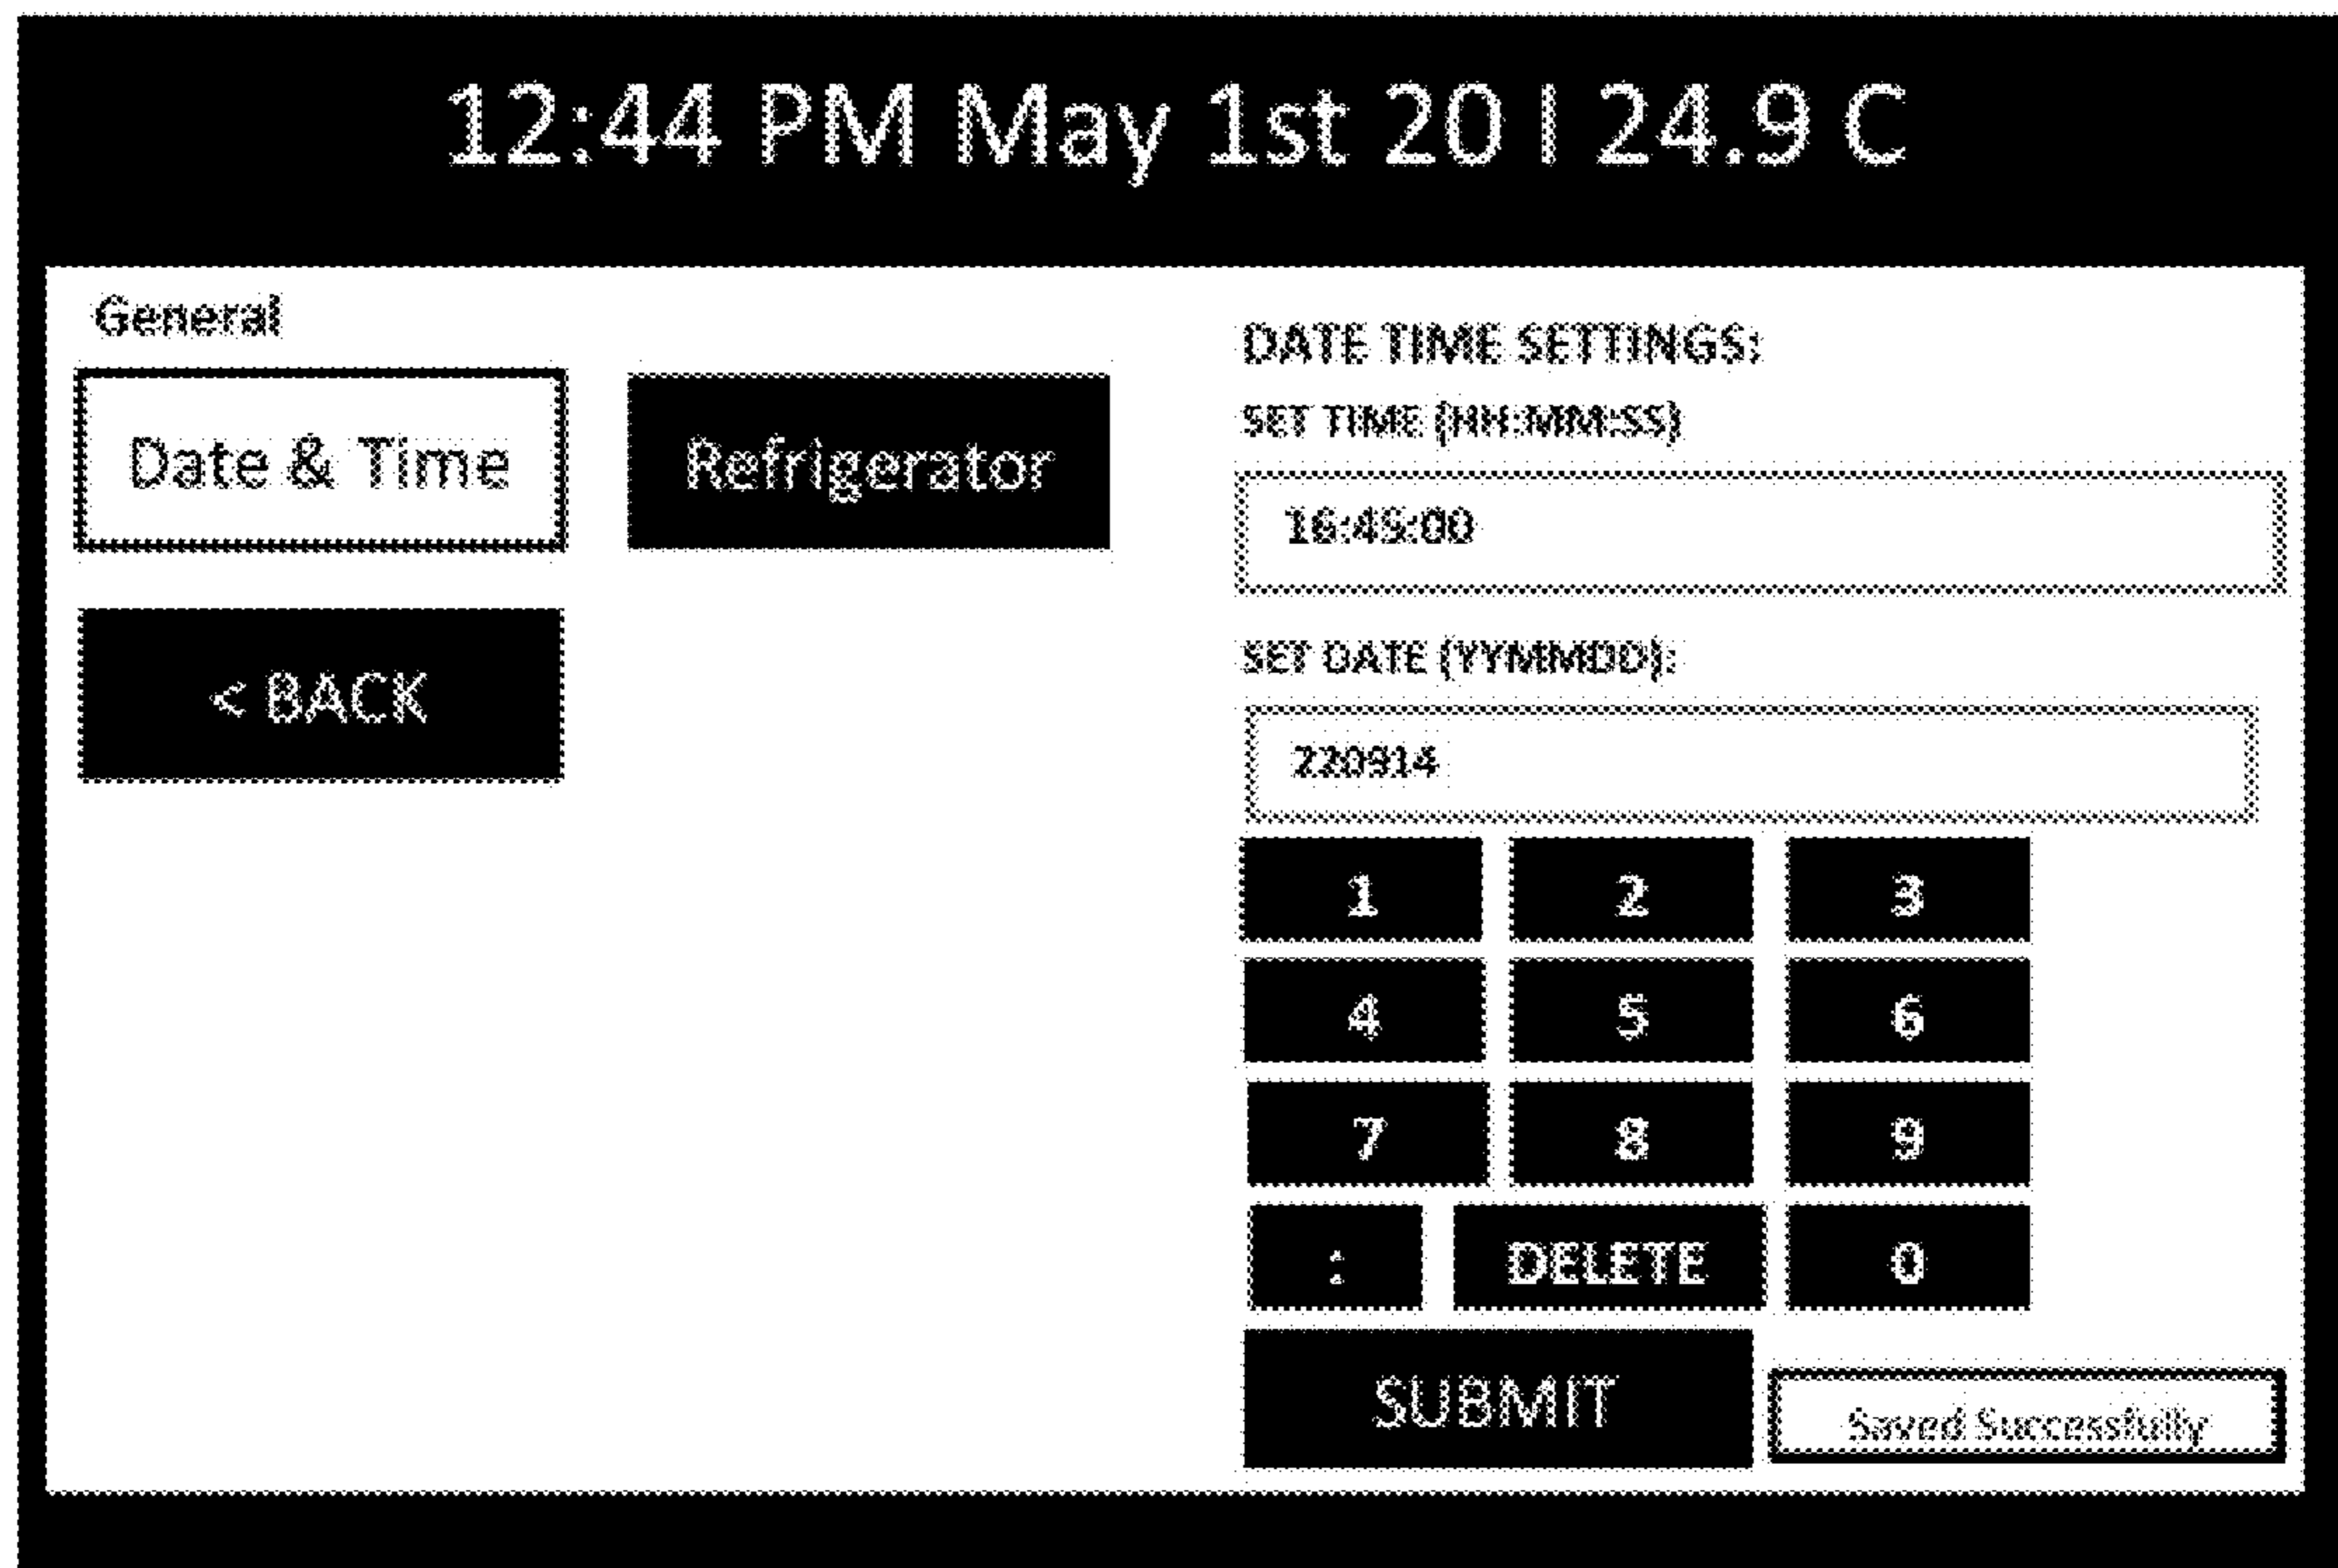 12:44 PM May 1st 20 | 24.9 C
General
Date & Time
Refrigerator
< BACK
DATE TIME SETTINGS:
SET TIME (HH:MM:SS)
16:45:00
SET DATE (YYMMDD):
220914
1 2 3
4 5 6
7 8 9
: DELETE 0
SUBMIT
Saved Successfully